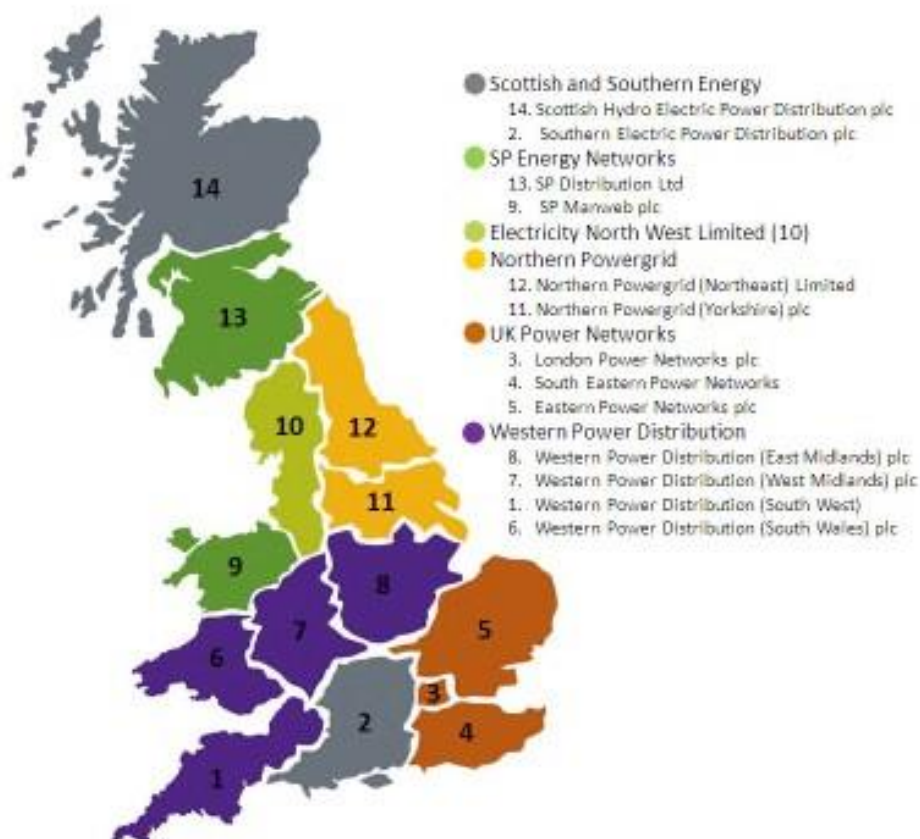 Scottish and Southern Energy
14. Scottish Hydro Electric Power Distribution plc
2. Southern Electric Power Distribution plc
SP Energy Networks
13. SP Distribution Ltd
9. SP Manweb plc
Electricity North West Limited (10)
Northern Powergrid
12. Northern Powergrid (Northeast) Limited
11. Northern Powergrid (Yorkshire) plc
UK Power Networks
3. London Power Networks plc
4. South Eastern Power Networks
5. Eastern Power Networks plc
Western Power Distribution
8. Western Power Distribution (East Midlands) plc
7. Western Power Distribution (West Midlands) plc
1. Western Power Distribution (South West)
6. Western Power Distribution (South Wales) plc
14
13
10
12
11
9
8
7
5
6
3
2
4
1